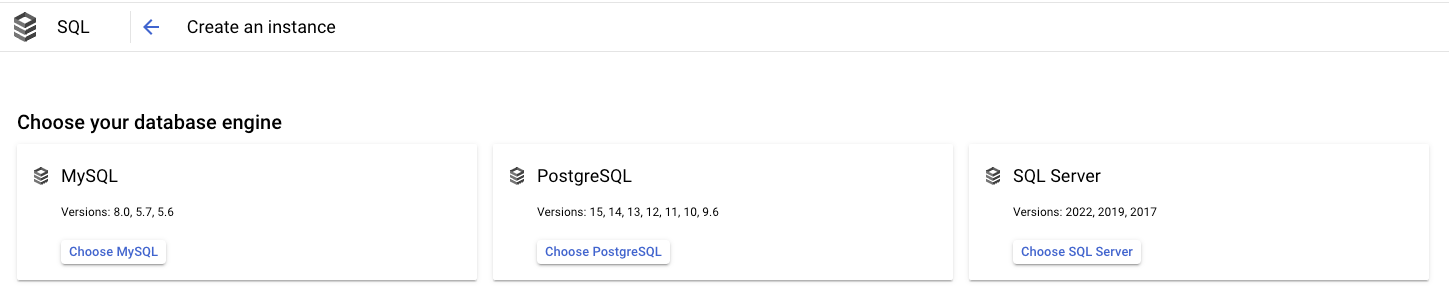 SQL
Create an instance
Choose your database engine
MySQL
Versions: 8.0, 5.7, 5.6
Choose MySQL
PostgreSQL
Versions: 15, 14, 13, 12, 11, 10, 9.6
Choose PostgreSQL
SQL Server
Versions: 2022, 2019, 2017
Choose SQL Server